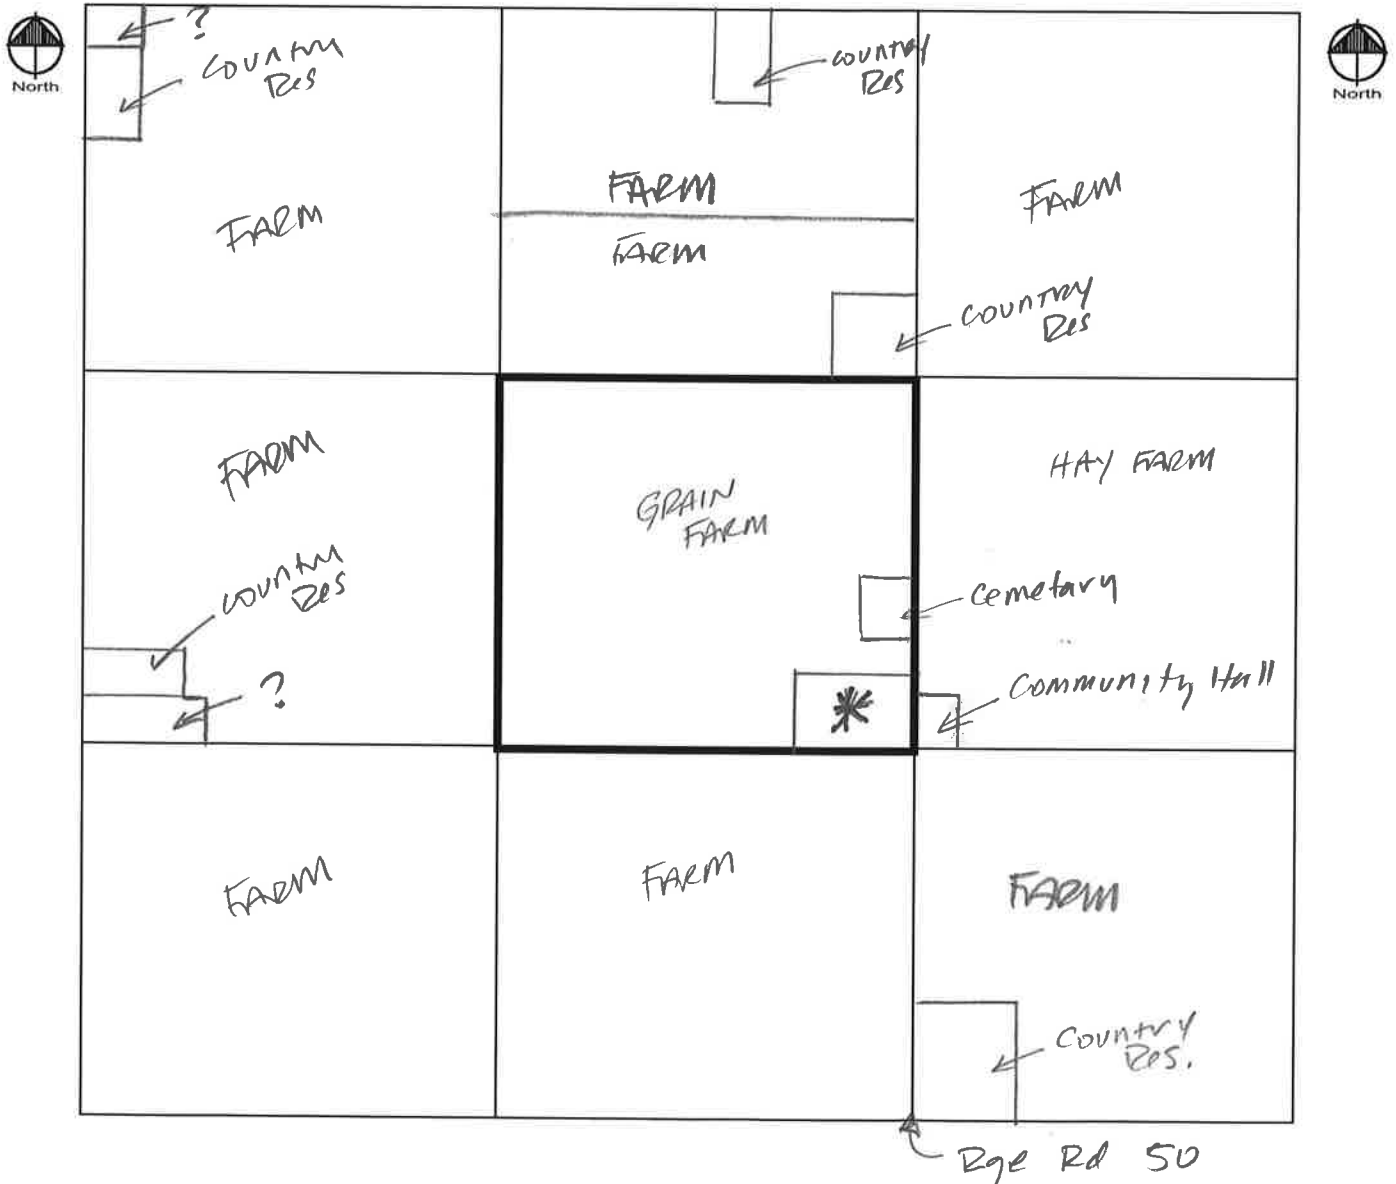 ?
North
COUNTRY
Res
COUNTRY
Res
North
FARM
FARM
FARM
FARM
COUNTRY
Res
FARM
GRAIN
FARM
HAY FARM
COUNTRY
Res
Cemetary
?
Community Hall
FARM
FARM
FARM
Country
Res.
Rge Rd 50